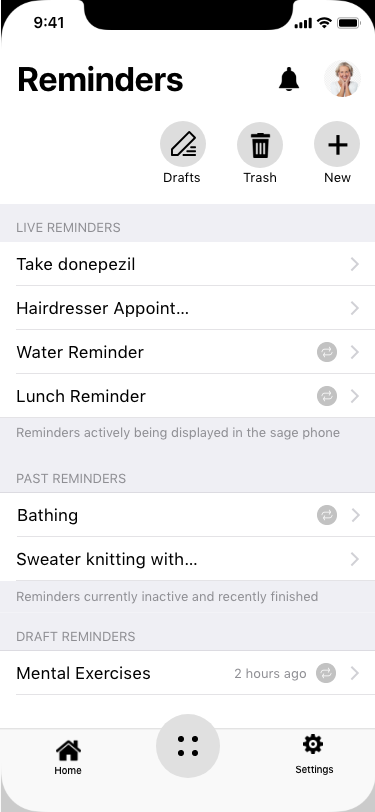 9:41
Reminders
Drafts
Trash
New
LIVE REMINDERS
Take donepezil
Hairdresser Appoint...
Water Reminder
Lunch Reminder
Reminders actively being displayed in the sage phone
PAST REMINDERS
Bathing
Sweater knitting with...
Reminders currently inactive and recently finished
DRAFT REMINDERS
Mental Exercises 2 hours ago
Home
Settings